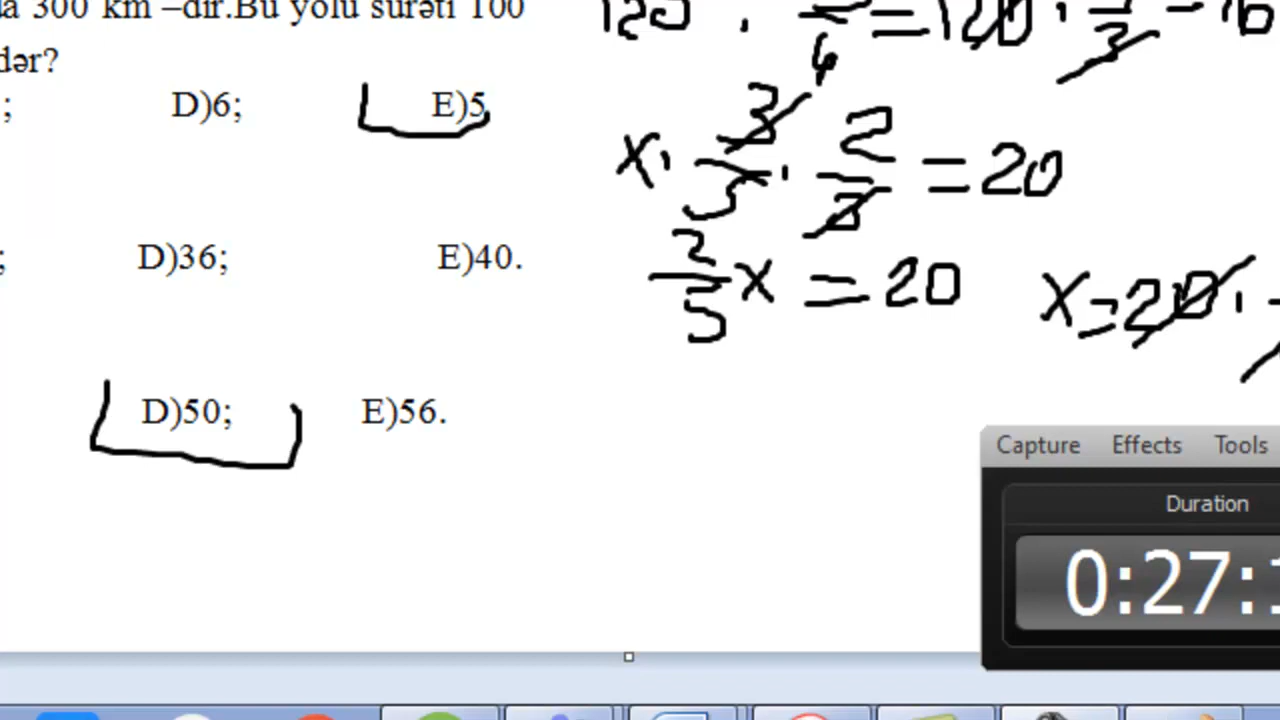 300 km –dir.Bu yolu sürəti 100
dər?
; D)6; E)5
x · 3/5 · 2/3 = 20
; D)36; E)40.
2/5 x = 20 x = 20 ·
D)50; E)56.
Capture Effects Tools
Duration
0:27: